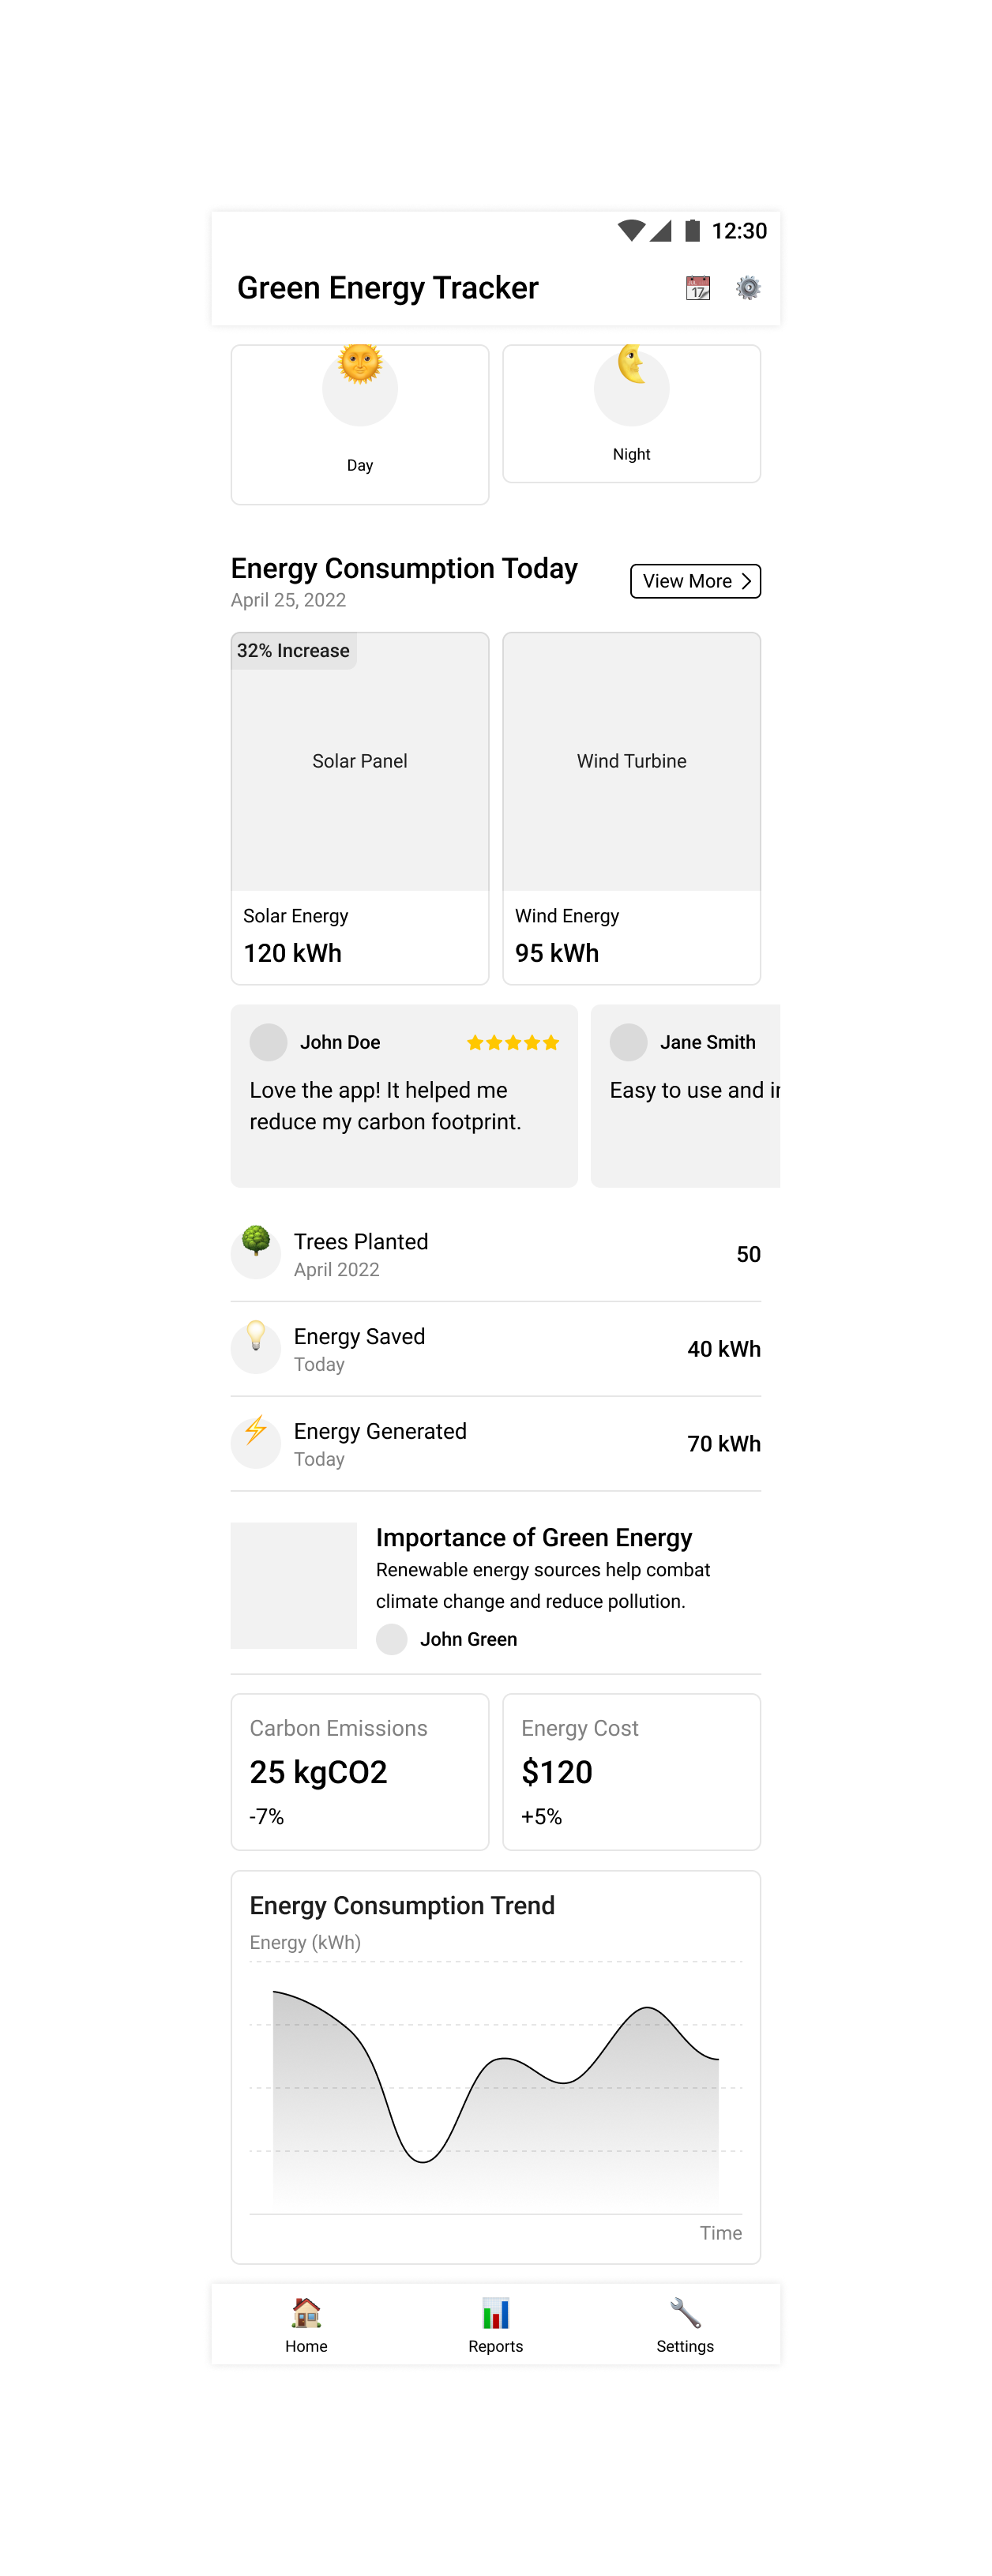 12:30
Green Energy Tracker
17
Day
Night
Energy Consumption Today
April 25, 2022
View More
32% Increase
Solar Panel
Wind Turbine
Solar Energy
120 kWh
Wind Energy
95 kWh
John Doe
Love the app! It helped me
reduce my carbon footprint.
Jane Smith
Easy to use and
Trees Planted
April 2022
50
Energy Saved
Today
40 kWh
Energy Generated
Today
70 kWh
Importance of Green Energy
Renewable energy sources help combat
climate change and reduce pollution.
John Green
Carbon Emissions
25 kgCO2
-7%
Energy Cost
$120
+5%
Energy Consumption Trend
Energy (kWh)
Time
Home
Reports
Settings